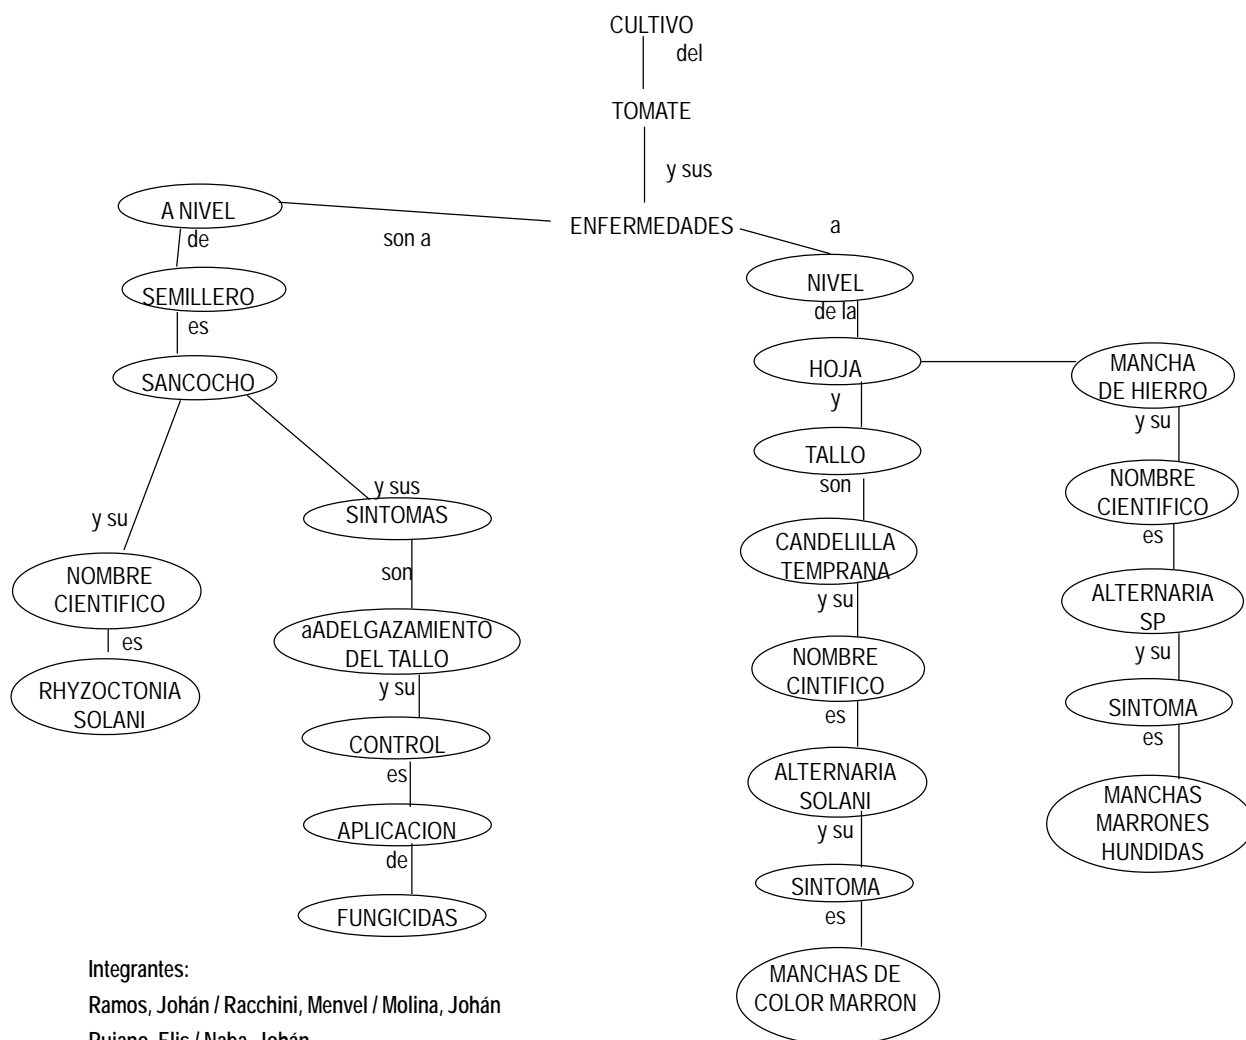 CULTIVO
del
TOMATE
y sus
ENFERMEDADES
son a
A NIVEL
de
SEMILLERO
es
SANCOCHO
y su
NOMBRE
CIENTIFICO
es
RHYZOCTONIA
SOLANI
y sus
SINTOMAS
son
aADELGAZAMIENTO
DEL TALLO
y su
CONTROL
es
APLICACION
de
FUNGICIDAS
a
NIVEL
de la
HOJA
y
TALLO
son
CANDELILLA
TEMPRANA
y su
NOMBRE
CINTIFICO
es
ALTERNARIA
SOLANI
y su
SINTOMA
es
MANCHAS DE
COLOR MARRON
MANCHA
DE HIERRO
y su
NOMBRE
CIENTIFICO
es
ALTERNARIA
SP
y su
SINTOMA
es
MANCHAS
MARRONES
HUNDIDAS
Integrantes:
Ramos, Johán / Racchini, Menvel / Molina, Johán